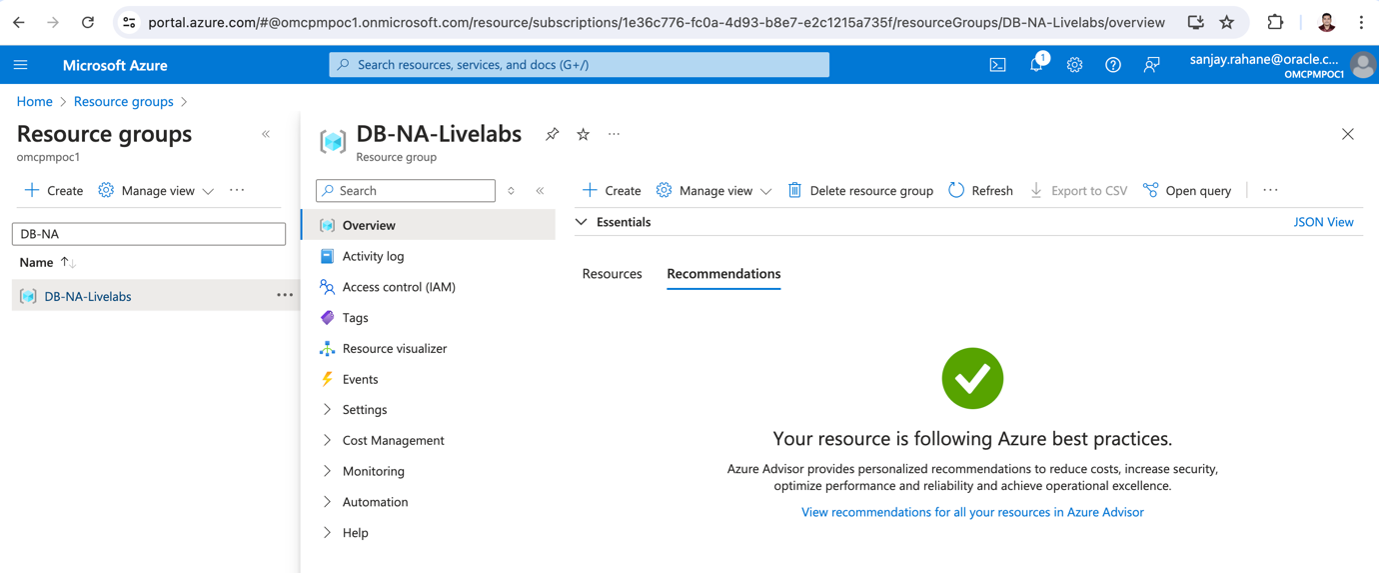 portal.azure.com/#@omcpmpoc1.onmicrosoft.com/resource/subscriptions/1e36c776-fc0a-4d93-b8e7-e2c1215a735f/resourceGroups/DB-NA-Livelabs/overview
Microsoft Azure
Search resources, services, and docs (G+/)
1
sanjay.rahane@oracle.c...
OMCPMPOC1
Home > Resource groups >
Resource groups
omcpmpoc1
Create
Manage view
DB-NA
Name
DB-NA-Livelabs
DB-NA-Livelabs
Resource group
Search
Overview
Activity log
Access control (IAM)
Tags
Resource visualizer
Events
Settings
Cost Management
Monitoring
Automation
Help
Create
Manage view
Delete resource group
Refresh
Export to CSV
Open query
Essentials
JSON View
Resources
Recommendations
Your resource is following Azure best practices.
Azure Advisor provides personalized recommendations to reduce costs, increase security,
optimize performance and reliability and achieve operational excellence.
View recommendations for all your resources in Azure Advisor